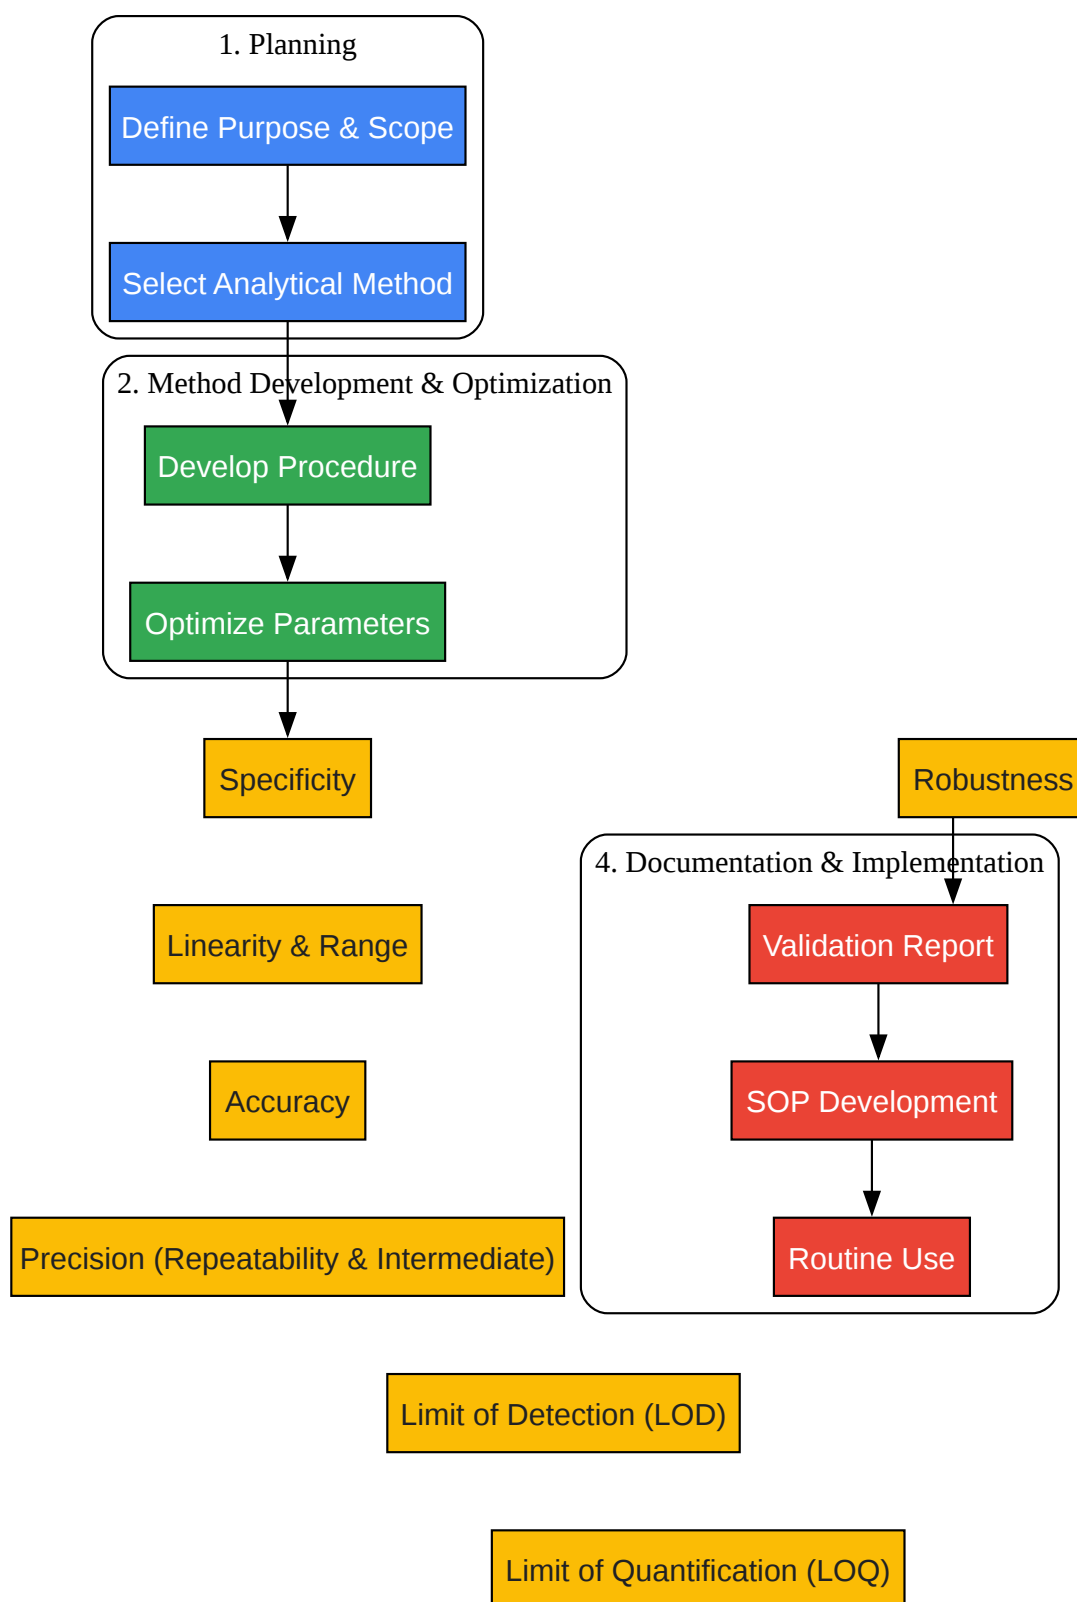 1. Planning
Define Purpose & Scope
Select Analytical Method
2. Method Development & Optimization
Develop Procedure
Optimize Parameters
Specificity
Robustness
4. Documentation & Implementation
Linearity & Range
Validation Report
Accuracy
SOP Development
Precision (Repeatability & Intermediate)
Routine Use
Limit of Detection (LOD)
Limit of Quantification (LOQ)